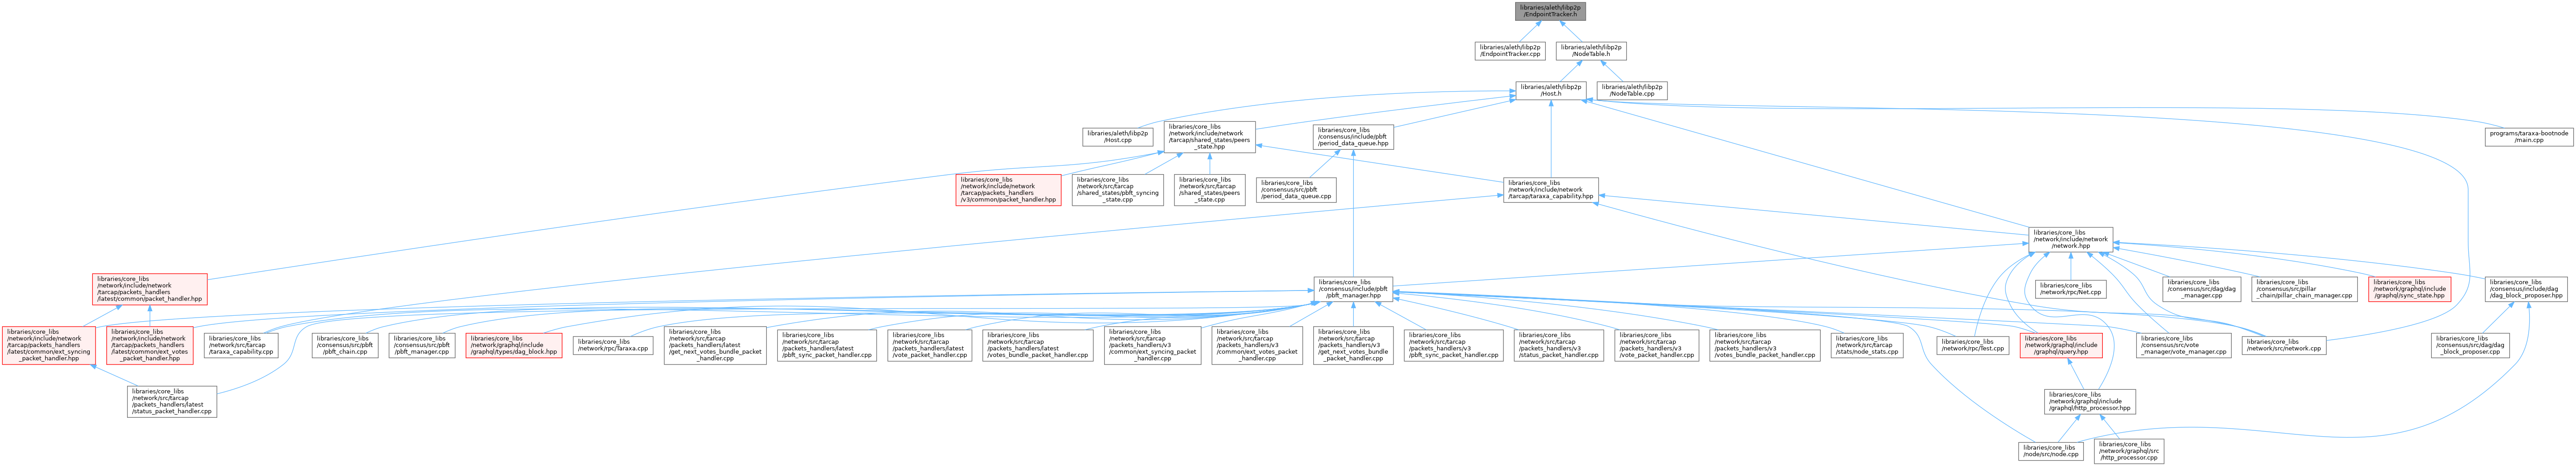 libraries/aleth/libp2p
/EndpointTracker.h
libraries/aleth/libp2p
/EndpointTracker.cpp
libraries/aleth/libp2p
/NodeTable.h
libraries/aleth/libp2p
/Host.h
libraries/aleth/libp2p
/NodeTable.cpp
libraries/aleth/libp2p
/Host.cpp
libraries/core_libs
/network/include/network
/tarcap/shared_states/peers
_state.hpp
libraries/core_libs
/consensus/include/pbft
/period_data_queue.hpp
programs/taraxa-bootnode
/main.cpp
libraries/core_libs
/network/include/network
/tarcap/packets_handlers
/v3/common/packet_handler.hpp
libraries/core_libs
/network/src/tarcap
/shared_states/pbft_syncing
_state.cpp
libraries/core_libs
/network/src/tarcap
/shared_states/peers
_state.cpp
libraries/core_libs
/consensus/src/pbft
/period_data_queue.cpp
libraries/core_libs
/network/include/network
/tarcap/taraxa_capability.hpp
libraries/core_libs
/network/include/network
/network.hpp
libraries/core_libs
/network/include/network
/tarcap/packets_handlers
/latest/common/packet_handler.hpp
libraries/core_libs
/consensus/include/pbft
/pbft_manager.hpp
libraries/core_libs
/network/rpc/Net.cpp
libraries/core_libs
/consensus/src/dag/dag
_manager.cpp
libraries/core_libs
/consensus/src/pillar
_chain/pillar_chain_manager.cpp
libraries/core_libs
/network/graphql/include
/graphql/sync_state.hpp
libraries/core_libs
/consensus/include/dag
/dag_block_proposer.hpp
libraries/core_libs
/network/include/network
/tarcap/packets_handlers
/latest/common/ext_syncing
_packet_handler.hpp
libraries/core_libs
/network/include/network
/tarcap/packets_handlers
/latest/common/ext_votes
_packet_handler.hpp
libraries/core_libs
/network/src/tarcap
/taraxa_capability.cpp
libraries/core_libs
/consensus/src/pbft
/pbft_chain.cpp
libraries/core_libs
/consensus/src/pbft
/pbft_manager.cpp
libraries/core_libs
/network/graphql/include
/graphql/types/dag_block.hpp
libraries/core_libs
/network/rpc/Taraxa.cpp
libraries/core_libs
/network/src/tarcap
/packets_handlers/latest
/get_next_votes_bundle_packet
_handler.cpp
libraries/core_libs
/network/src/tarcap
/packets_handlers/latest
/pbft_sync_packet_handler.cpp
libraries/core_libs
/network/src/tarcap
/packets_handlers/latest
/vote_packet_handler.cpp
libraries/core_libs
/network/src/tarcap
/packets_handlers/latest
/votes_bundle_packet_handler.cpp
libraries/core_libs
/network/src/tarcap
/packets_handlers/v3
/common/ext_syncing_packet
_handler.cpp
libraries/core_libs
/network/src/tarcap
/packets_handlers/v3
/common/ext_votes_packet
_handler.cpp
libraries/core_libs
/network/src/tarcap
/packets_handlers/v3
/get_next_votes_bundle
_packet_handler.cpp
libraries/core_libs
/network/src/tarcap
/packets_handlers/v3
/pbft_sync_packet_handler.cpp
libraries/core_libs
/network/src/tarcap
/packets_handlers/v3
/status_packet_handler.cpp
libraries/core_libs
/network/src/tarcap
/packets_handlers/v3
/vote_packet_handler.cpp
libraries/core_libs
/network/src/tarcap
/packets_handlers/v3
/votes_bundle_packet_handler.cpp
libraries/core_libs
/network/src/tarcap
/stats/node_stats.cpp
libraries/core_libs
/network/rpc/Test.cpp
libraries/core_libs
/network/graphql/include
/graphql/query.hpp
libraries/core_libs
/consensus/src/vote
_manager/vote_manager.cpp
libraries/core_libs
/network/src/network.cpp
libraries/core_libs
/consensus/src/dag/dag
_block_proposer.cpp
libraries/core_libs
/network/src/tarcap
/packets_handlers/latest
/status_packet_handler.cpp
libraries/core_libs
/network/graphql/include
/graphql/http_processor.hpp
libraries/core_libs
/node/src/node.cpp
libraries/core_libs
/network/graphql/src
/http_processor.cpp